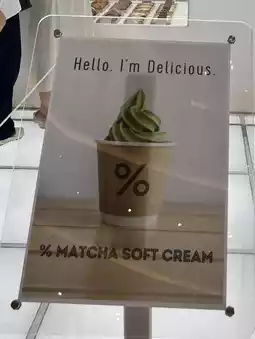 Hello. I'm Delicious.
%
% MATCHA SOFT CREAM